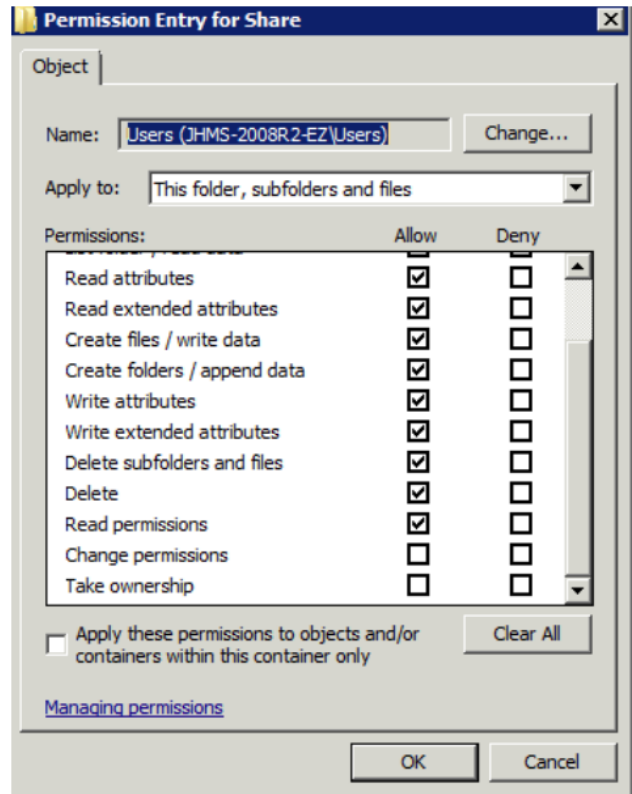 Permission Entry for Share
Object
Name: Users (JHMS-2008R2-EZ\Users) Change...
Apply to: This folder, subfolders and files
Permissions: Allow Deny
Read attributes
Read extended attributes
Create files / write data
Create folders / append data
Write attributes
Write extended attributes
Delete subfolders and files
Delete
Read permissions
Change permissions
Take ownership
Apply these permissions to objects and/or
containers within this container only
Clear All
Managing permissions
OK Cancel